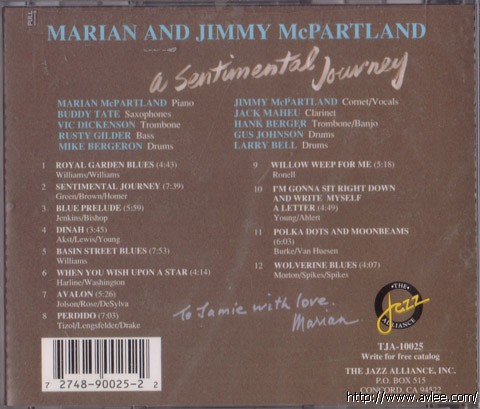 MARIAN AND JIMMY McPARTLAND
a Sentimental Journey
MARIAN McPARTLAND Piano
BUDDY TATE Saxophones
VIC DICKENSON Trombone
RUSTY GILDER Bass
MIKE BERGERON Drums
JIMMY McPARTLAND Cornet/Vocals
JACK MAHEU Clarinet
HANK BERGER Trombone/Banjo
GUS JOHNSON Drums
LARRY BELL Drums
1 ROYAL GARDEN BLUES (4:43)
Williams/Williams
2 SENTIMENTAL JOURNEY (7:39)
Green/Brown/Homer
3 BLUE PRELUDE (5:59)
Jenkins/Bishop
4 DINAH (3:45)
Akst/Lewis/Young
5 BASIN STREET BLUES (7:53)
Williams
6 WHEN YOU WISH UPON A STAR (4:14)
Harline/Washington
7 AVALON (5:26)
Jolson/Rose/DeSylva
8 PERDIDO (7:03)
Tizol/Lengsfelder/Drake
9 WILLOW WEEP FOR ME (5:18)
Ronell
10 I'M GONNA SIT RIGHT DOWN
AND WRITE MYSELF
A LETTER (4:49)
Young/Ahlert
11 POLKA DOTS AND MOONBEAMS
(6:03)
Burke/Van Huesen
12 WOLVERINE BLUES (4:07)
Morton/Spikes/Spikes
To Jamie with love.
Marian
THE
Jazz
ALLIANCE
TJA-10025
Write for free catalog
THE JAZZ ALLIANCE, INC.
P.O. BOX 515
CONCORD, CA 94522
7 2748-90025-2 2
http://www.avlee.com/